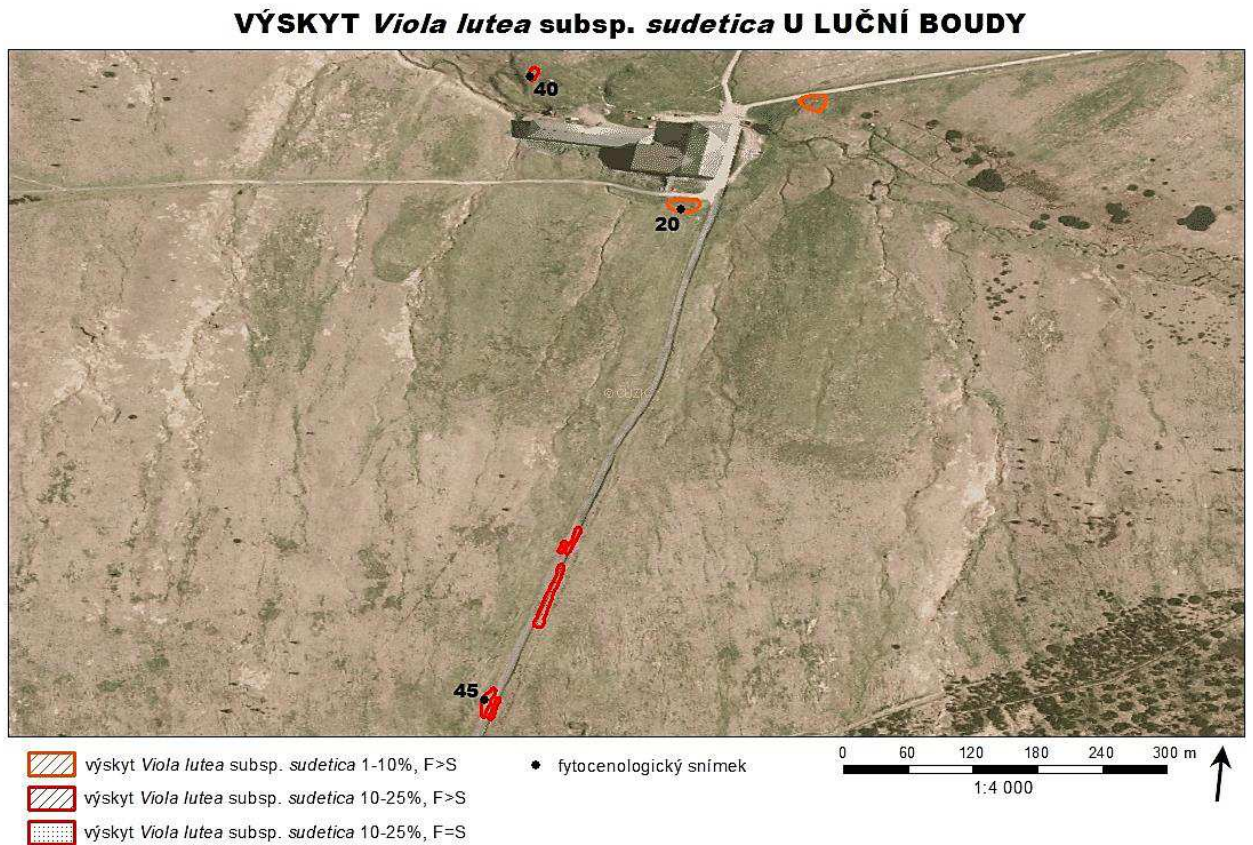 VÝSKYT Viola lutea subsp. sudetica U LUČNÍ BOUDY
40
20
45
výskyt Viola lutea subsp. sudetica 1-10%, F>S
výskyt Viola lutea subsp. sudetica 10-25%, F>S
výskyt Viola lutea subsp. sudetica 10-25%, F=S
fytocenologický snímek
0 60 120 180 240 300 m
1:4 000